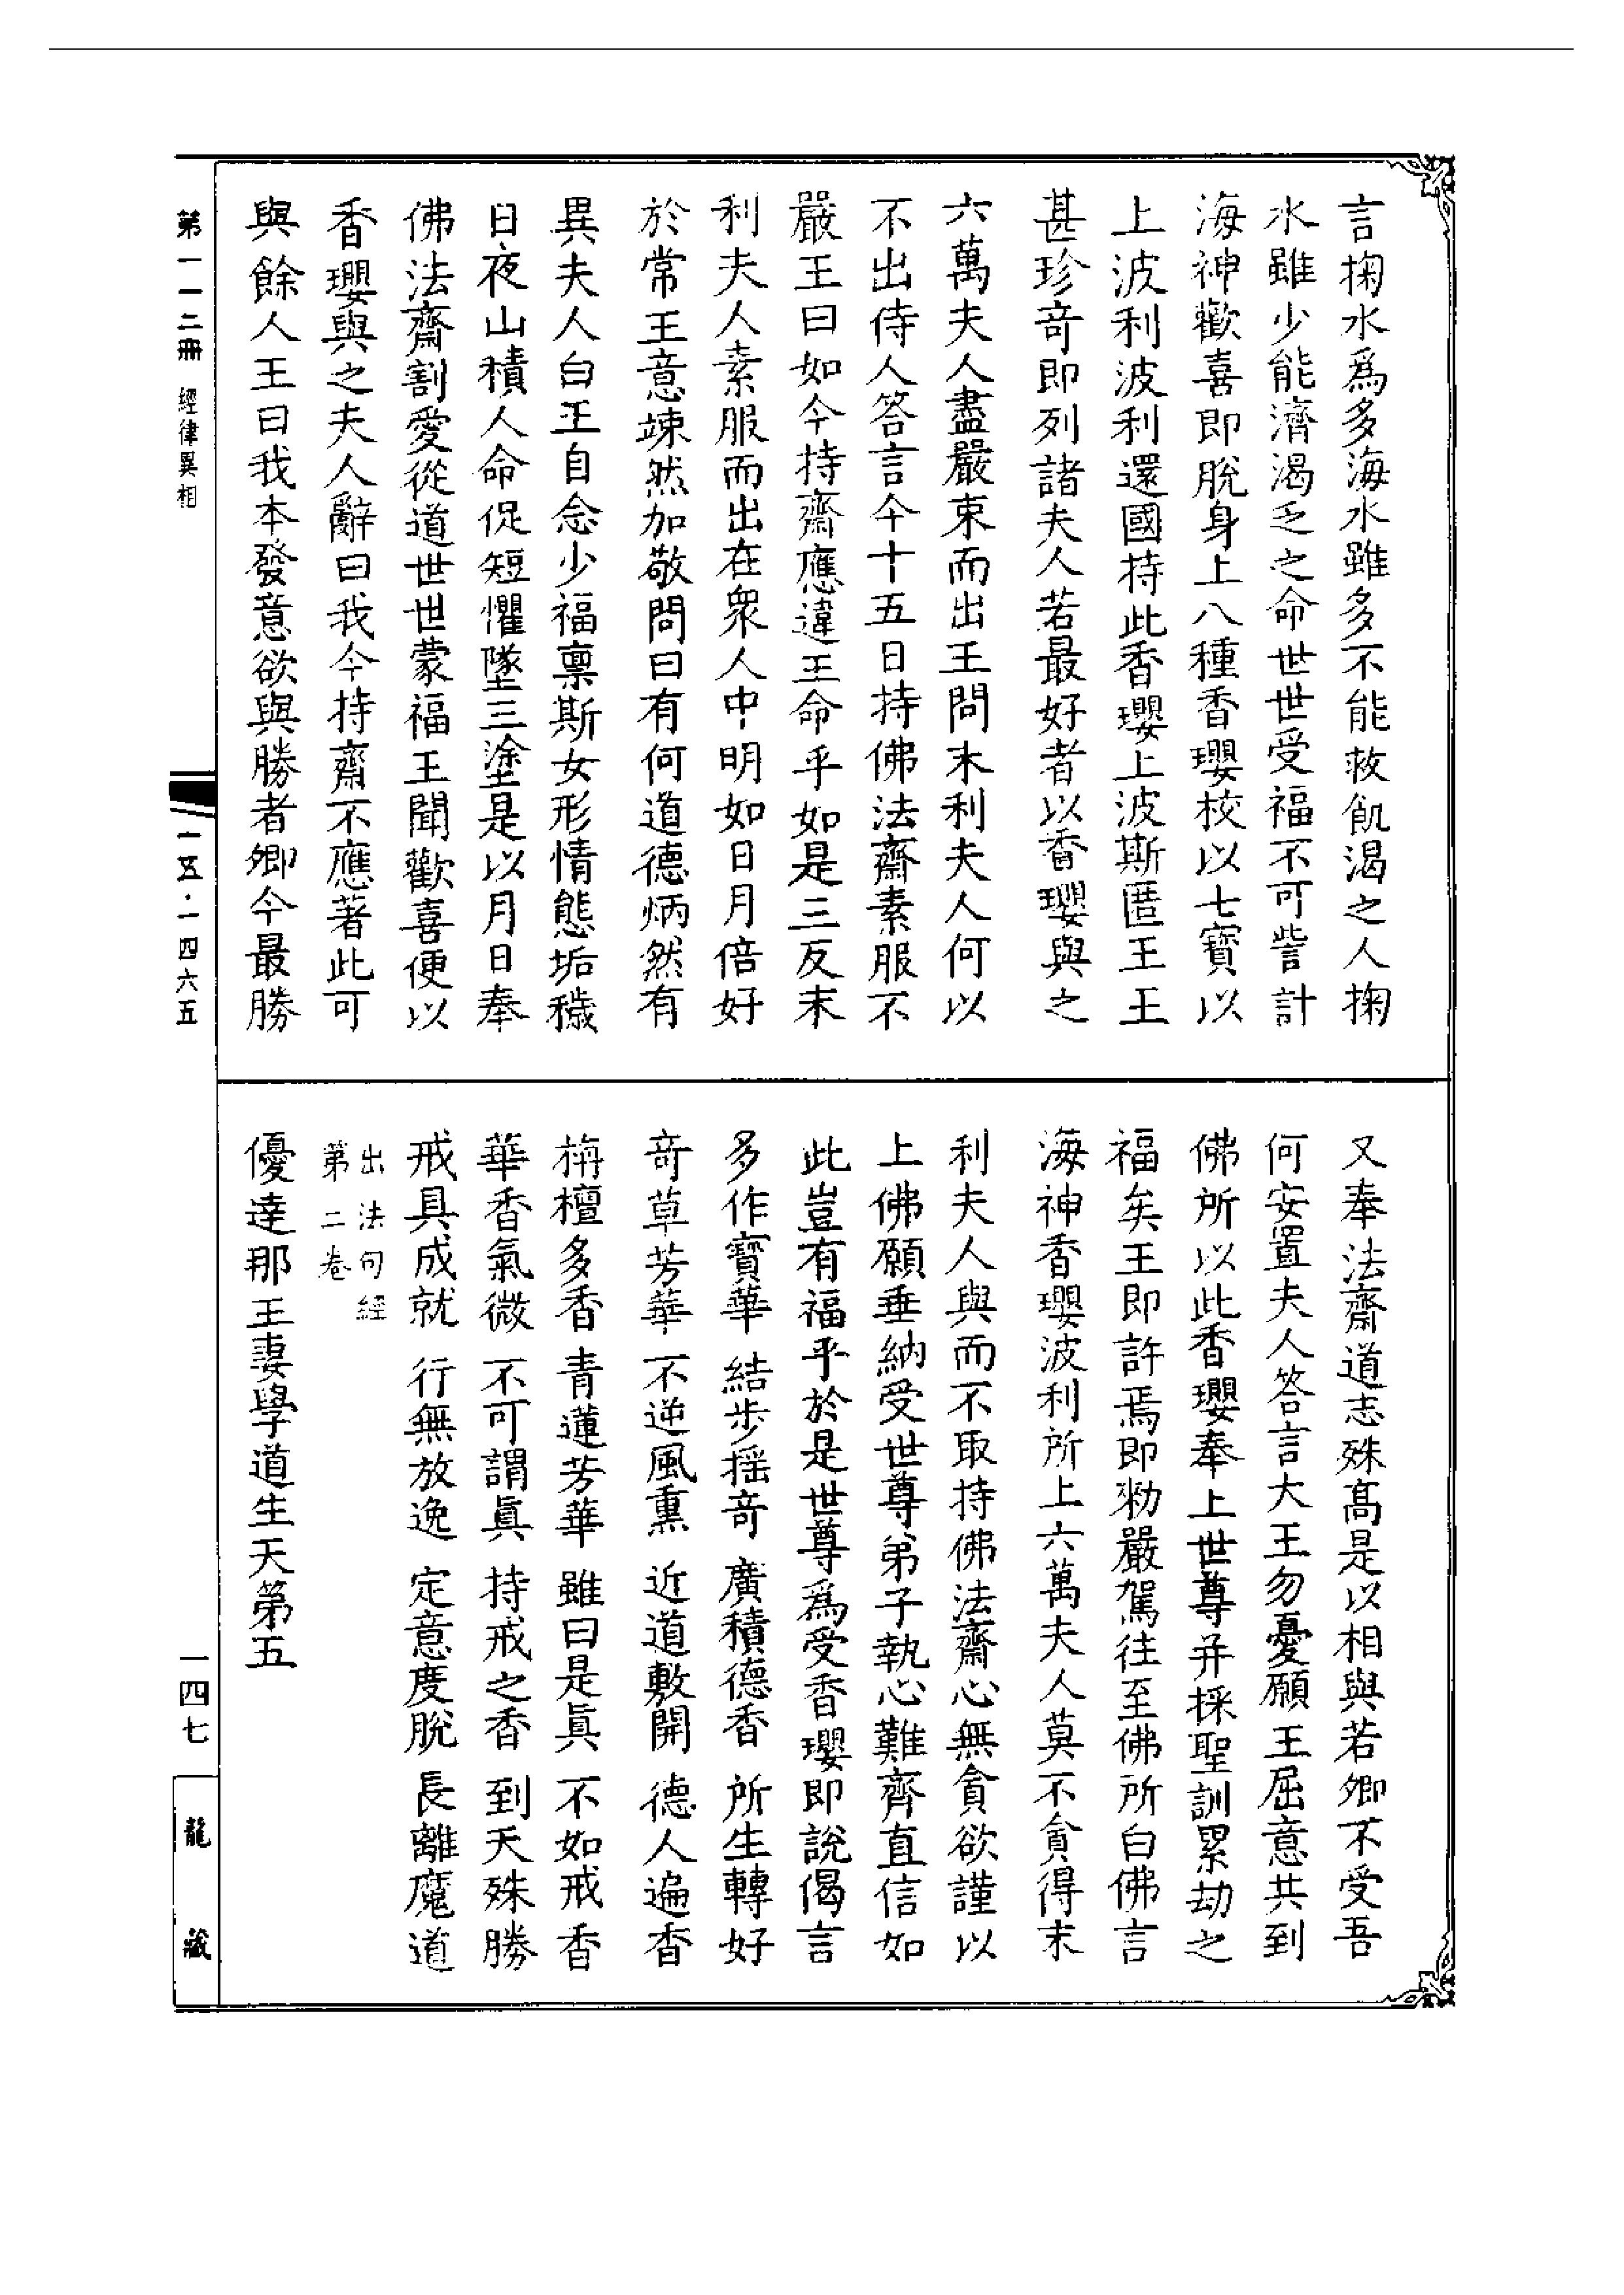 言掬水為多海水雖多不能救飢渴之人掬
水雖少能濟渴乏之命世世受福不可訾計
海神歡喜即脫身上八種香瓔校以七寶以
上波利波利還國持此香瓔上波斯匿王王
甚珍奇即列諸夫人若最好者以香瓔與之
六萬夫人盡嚴束而出王問末利夫人何以
不出侍人答言今十五日持佛法齋素服不
嚴王曰如今持齋應違王命乎如是三反末
利夫人素服而出在衆人中明如日月倍好
於常王意竦然加敬問曰有何道德炳然有
異夫人白王自念少福稟斯女形情態垢穢
日夜山積人命促短懼墜三塗是以月日奉
佛法齋割愛從道世世蒙福王聞歡喜便以
香瓔與之夫人辭曰我今持齋不應著此可
與餘人王曰我本發意欲與勝者卿今最勝
又奉法齋道志殊髙是以相與若卿不受吾
何安置夫人答言大王勿憂願王屈意共到
佛所以此香瓔奉上世尊并採聖訓累劫之
福矣王即許焉即勑嚴駕往至佛所白佛言
海神香瓔波利所上六萬夫人莫不貪得末
利夫人與而不取持佛法齋心無貪欲謹以
上佛願垂納受世尊弟子執心難齊直信如
此豈有福乎於是世尊為受香瓔即說偈言
多作寶華 結步搖奇 廣積德香 所生轉好
奇草芳華 不逆風熏 近道敷開 德人遍香
栴檀多香 青蓮芳華 雖曰是眞 不如戒香
華香氣微 不可謂眞 持戒之香 到天殊勝
戒具成就 行無放逸 定意度脫 長離魔道
出法句經
第二卷
優達那王妻學道生天第五
第一一二冊 經律異相
一五·一四六五
一四七
龍藏